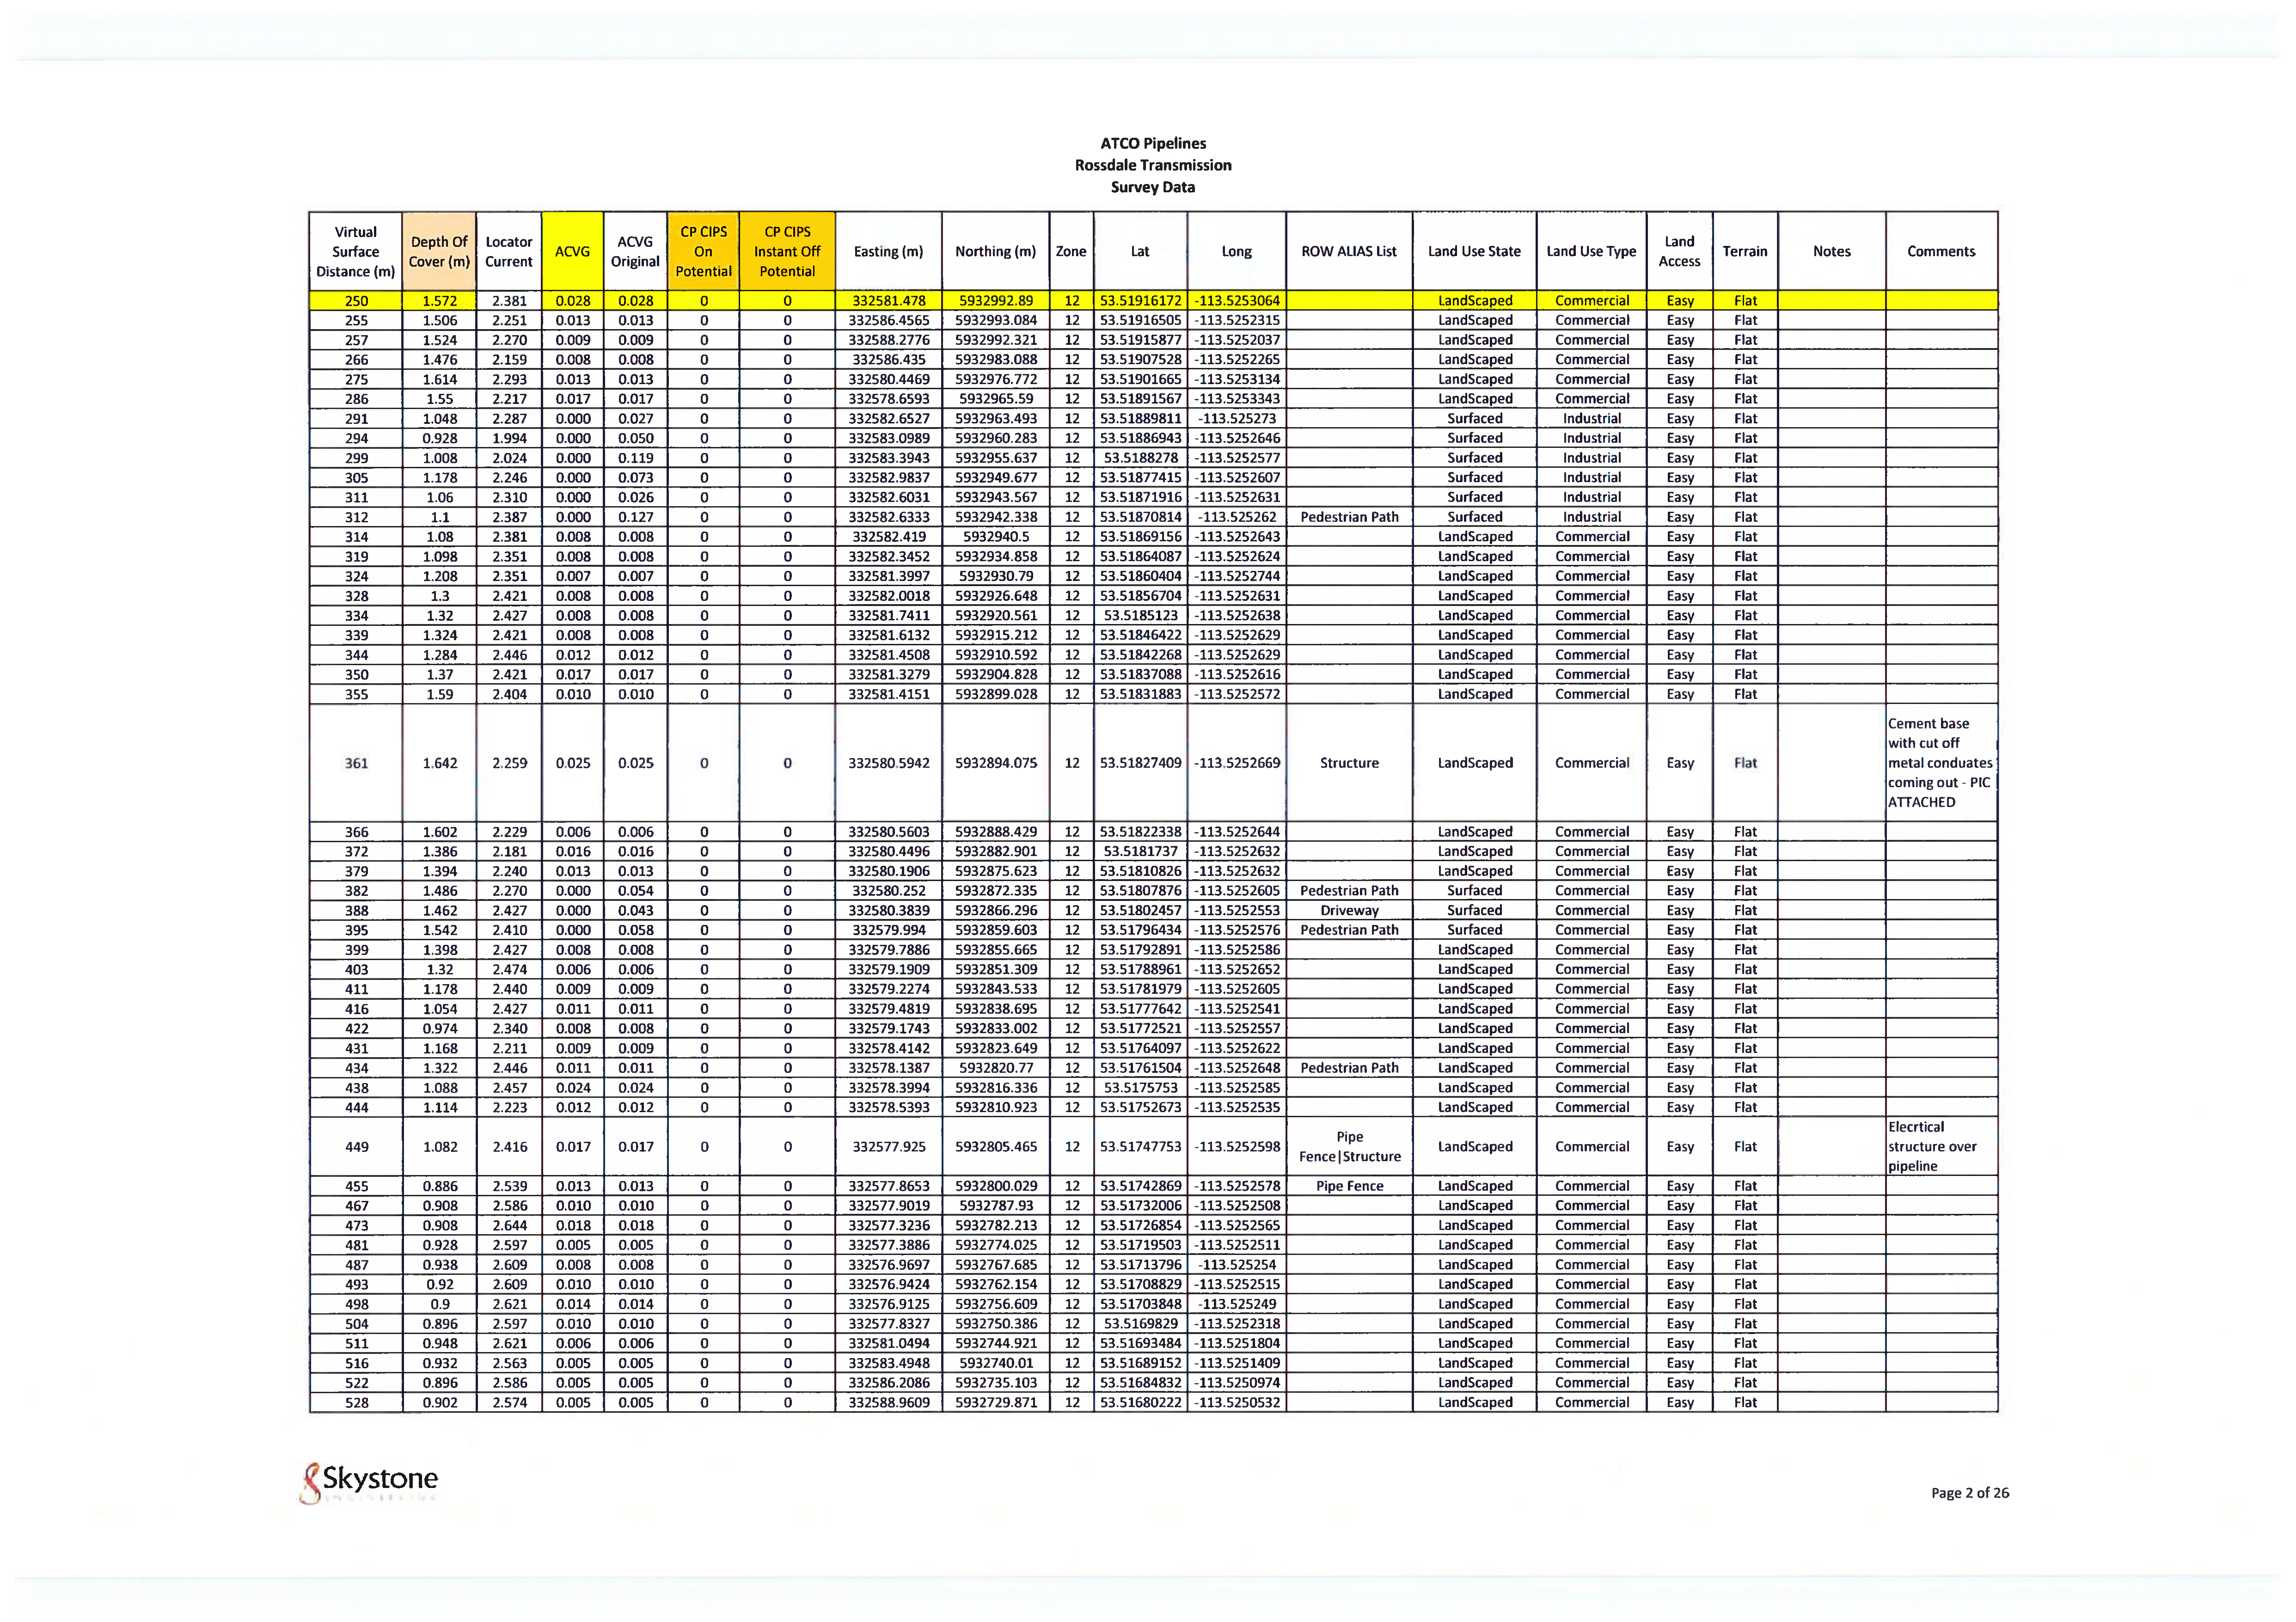 ATCO Pipelines
Rossdale Transmission
Survey Data
Virtual Surface Distance (m) Depth Of Cover (m) Locator Current ACVG ACVG Original CP CIPS On Potential CP CIPS Instant Off Potential Easting (m) Northing (m) Zone Lat Long ROW ALIAS List Land Use State Land Use Type Land Access Terrain Notes Comments
250 1.572 2.381 0.028 0.028 0 0 332581.478 5932992.89 12 53.51916172 -113.5253064 LandScaped Commercial Easy Flat
255 1.506 2.251 0.013 0.013 0 0 332586.4565 5932993.084 12 53.51916505 -113.5252315 LandScaped Commercial Easy Flat
257 1.524 2.270 0.009 0.009 0 0 332588.2776 5932992.321 12 53.51915877 -113.5252037 LandScaped Commercial Easy Flat
266 1.476 2.159 0.008 0.008 0 0 332586.435 5932983.088 12 53.51907528 -113.5252265 LandScaped Commercial Easy Flat
275 1.614 2.293 0.013 0.013 0 0 332580.4469 5932976.772 12 53.51901665 -113.5253134 LandScaped Commercial Easy Flat
286 1.55 2.217 0.017 0.017 0 0 332578.6593 5932965.59 12 53.51891567 -113.5253343 LandScaped Commercial Easy Flat
291 1.048 2.287 0.000 0.027 0 0 332582.6527 5932963.493 12 53.51889811 -113.525273 Surfaced Industrial Easy Flat
294 0.928 1.994 0.000 0.050 0 0 332583.0989 5932960.283 12 53.51886943 -113.5252646 Surfaced Industrial Easy Flat
299 1.008 2.024 0.000 0.119 0 0 332583.3943 5932955.637 12 53.5188278 -113.5252577 Surfaced Industrial Easy Flat
305 1.178 2.246 0.000 0.073 0 0 332582.9837 5932949.677 12 53.51877415 -113.5252607 Surfaced Industrial Easy Flat
311 1.06 2.310 0.000 0.026 0 0 332582.6031 5932943.567 12 53.51871916 -113.5252631 Surfaced Industrial Easy Flat
312 1.1 2.387 0.000 0.127 0 0 332582.6333 5932942.338 12 53.51870814 -113.525262 Pedestrian Path Surfaced Industrial Easy Flat
314 1.08 2.381 0.008 0.008 0 0 332582.419 5932940.5 12 53.51869156 -113.5252643 LandScaped Commercial Easy Flat
319 1.098 2.351 0.008 0.008 0 0 332582.3452 5932934.858 12 53.51864087 -113.5252624 LandScaped Commercial Easy Flat
324 1.208 2.351 0.007 0.007 0 0 332581.3997 5932930.79 12 53.51860404 -113.5252744 LandScaped Commercial Easy Flat
328 1.3 2.421 0.008 0.008 0 0 332582.0018 5932926.648 12 53.51856704 -113.5252631 LandScaped Commercial Easy Flat
334 1.32 2.427 0.008 0.008 0 0 332581.7411 5932920.561 12 53.5185123 -113.5252638 LandScaped Commercial Easy Flat
339 1.324 2.421 0.008 0.008 0 0 332581.6132 5932915.212 12 53.51846422 -113.5252629 LandScaped Commercial Easy Flat
344 1.284 2.446 0.012 0.012 0 0 332581.4508 5932910.592 12 53.51842268 -113.5252629 LandScaped Commercial Easy Flat
350 1.37 2.421 0.017 0.017 0 0 332581.3279 5932904.828 12 53.51837088 -113.5252616 LandScaped Commercial Easy Flat
355 1.59 2.404 0.010 0.010 0 0 332581.4151 5932899.028 12 53.51831883 -113.5252572 LandScaped Commercial Easy Flat
361 1.642 2.259 0.025 0.025 0 0 332580.5942 5932894.075 12 53.51827409 -113.5252669 Structure LandScaped Commercial Easy Flat Cement base with cut off metal conduates coming out - PIC ATTACHED
366 1.602 2.229 0.006 0.006 0 0 332580.5603 5932888.429 12 53.51822338 -113.5252644 LandScaped Commercial Easy Flat
372 1.386 2.181 0.016 0.016 0 0 332580.4496 5932882.901 12 53.5181737 -113.5252632 LandScaped Commercial Easy Flat
379 1.394 2.240 0.013 0.013 0 0 332580.1906 5932875.623 12 53.51810826 -113.5252632 LandScaped Commercial Easy Flat
382 1.486 2.270 0.000 0.054 0 0 332580.252 5932872.335 12 53.51807876 -113.5252605 Pedestrian Path Surfaced Commercial Easy Flat
388 1.462 2.427 0.000 0.043 0 0 332580.3839 5932866.296 12 53.51802457 -113.5252553 Driveway Surfaced Commercial Easy Flat
395 1.542 2.410 0.000 0.058 0 0 332579.994 5932859.603 12 53.51796434 -113.5252576 Pedestrian Path Surfaced Commercial Easy Flat
399 1.398 2.427 0.008 0.008 0 0 332579.7886 5932855.665 12 53.51792891 -113.5252586 LandScaped Commercial Easy Flat
403 1.32 2.474 0.006 0.006 0 0 332579.1909 5932851.309 12 53.51788961 -113.5252652 LandScaped Commercial Easy Flat
411 1.178 2.440 0.009 0.009 0 0 332579.2274 5932843.533 12 53.51781979 -113.5252605 LandScaped Commercial Easy Flat
416 1.054 2.427 0.011 0.011 0 0 332579.4819 5932838.695 12 53.51777642 -113.5252541 LandScaped Commercial Easy Flat
422 0.974 2.340 0.008 0.008 0 0 332579.1743 5932833.002 12 53.51772521 -113.5252557 LandScaped Commercial Easy Flat
431 1.168 2.211 0.009 0.009 0 0 332578.4142 5932823.649 12 53.51764097 -113.5252622 LandScaped Commercial Easy Flat
434 1.322 2.446 0.011 0.011 0 0 332578.1387 5932820.77 12 53.51761504 -113.5252648 Pedestrian Path LandScaped Commercial Easy Flat
438 1.088 2.457 0.024 0.024 0 0 332578.3994 5932816.336 12 53.5175753 -113.5252585 LandScaped Commercial Easy Flat
444 1.114 2.223 0.012 0.012 0 0 332578.5393 5932810.923 12 53.51752673 -113.5252535 LandScaped Commercial Easy Flat
449 1.082 2.416 0.017 0.017 0 0 332577.925 5932805.465 12 53.51747753 -113.5252598 Pipe Fence|Structure LandScaped Commercial Easy Flat Elecrtical structure over pipeline
455 0.886 2.539 0.013 0.013 0 0 332577.8653 5932800.029 12 53.51742869 -113.5252578 Pipe Fence LandScaped Commercial Easy Flat
467 0.908 2.586 0.010 0.010 0 0 332577.9019 5932787.93 12 53.51732006 -113.5252508 LandScaped Commercial Easy Flat
473 0.908 2.644 0.018 0.018 0 0 332577.3236 5932782.213 12 53.51726854 -113.5252565 LandScaped Commercial Easy Flat
481 0.928 2.597 0.005 0.005 0 0 332577.3886 5932774.025 12 53.51719503 -113.5252511 LandScaped Commercial Easy Flat
487 0.938 2.609 0.008 0.008 0 0 332576.9697 5932767.685 12 53.51713796 -113.525254 LandScaped Commercial Easy Flat
493 0.92 2.609 0.010 0.010 0 0 332576.9424 5932762.154 12 53.51708829 -113.5252515 LandScaped Commercial Easy Flat
498 0.9 2.621 0.014 0.014 0 0 332576.9125 5932756.609 12 53.51703848 -113.525249 LandScaped Commercial Easy Flat
504 0.896 2.597 0.010 0.010 0 0 332577.8327 5932750.386 12 53.5169829 -113.5252318 LandScaped Commercial Easy Flat
511 0.948 2.621 0.006 0.006 0 0 332581.0494 5932744.921 12 53.51693484 -113.5251804 LandScaped Commercial Easy Flat
516 0.932 2.563 0.005 0.005 0 0 332583.4948 5932740.01 12 53.51689152 -113.5251409 LandScaped Commercial Easy Flat
522 0.896 2.586 0.005 0.005 0 0 332586.2086 5932735.103 12 53.51684832 -113.5250974 LandScaped Commercial Easy Flat
528 0.902 2.574 0.005 0.005 0 0 332588.9609 5932729.871 12 53.51680222 -113.5250532 LandScaped Commercial Easy Flat
Skystone
Page 2 of 26